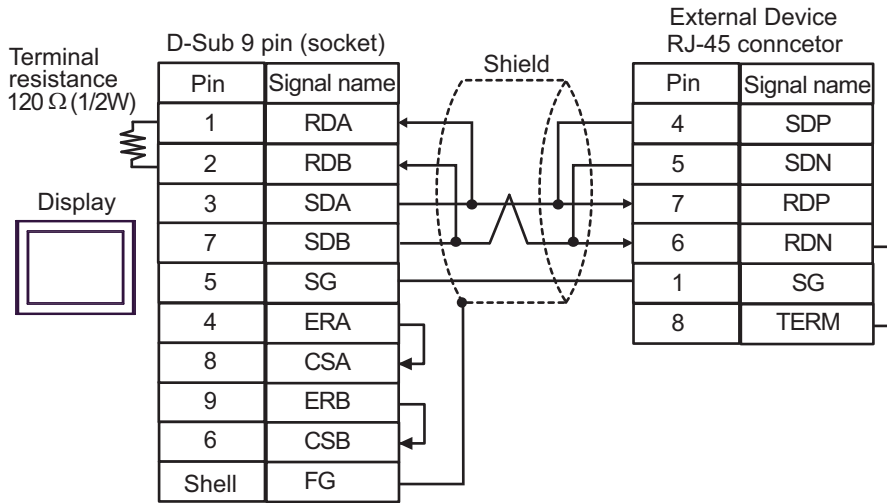 External Device
RJ-45 conncetor
D-Sub 9 pin (socket)
Terminal
resistance
120 Ω (1/2W)
Shield
Display
Pin Signal name
1 RDA
2 RDB
3 SDA
7 SDB
5 SG
4 ERA
8 CSA
9 ERB
6 CSB
Shell FG
Pin Signal name
4 SDP
5 SDN
7 RDP
6 RDN
1 SG
8 TERM